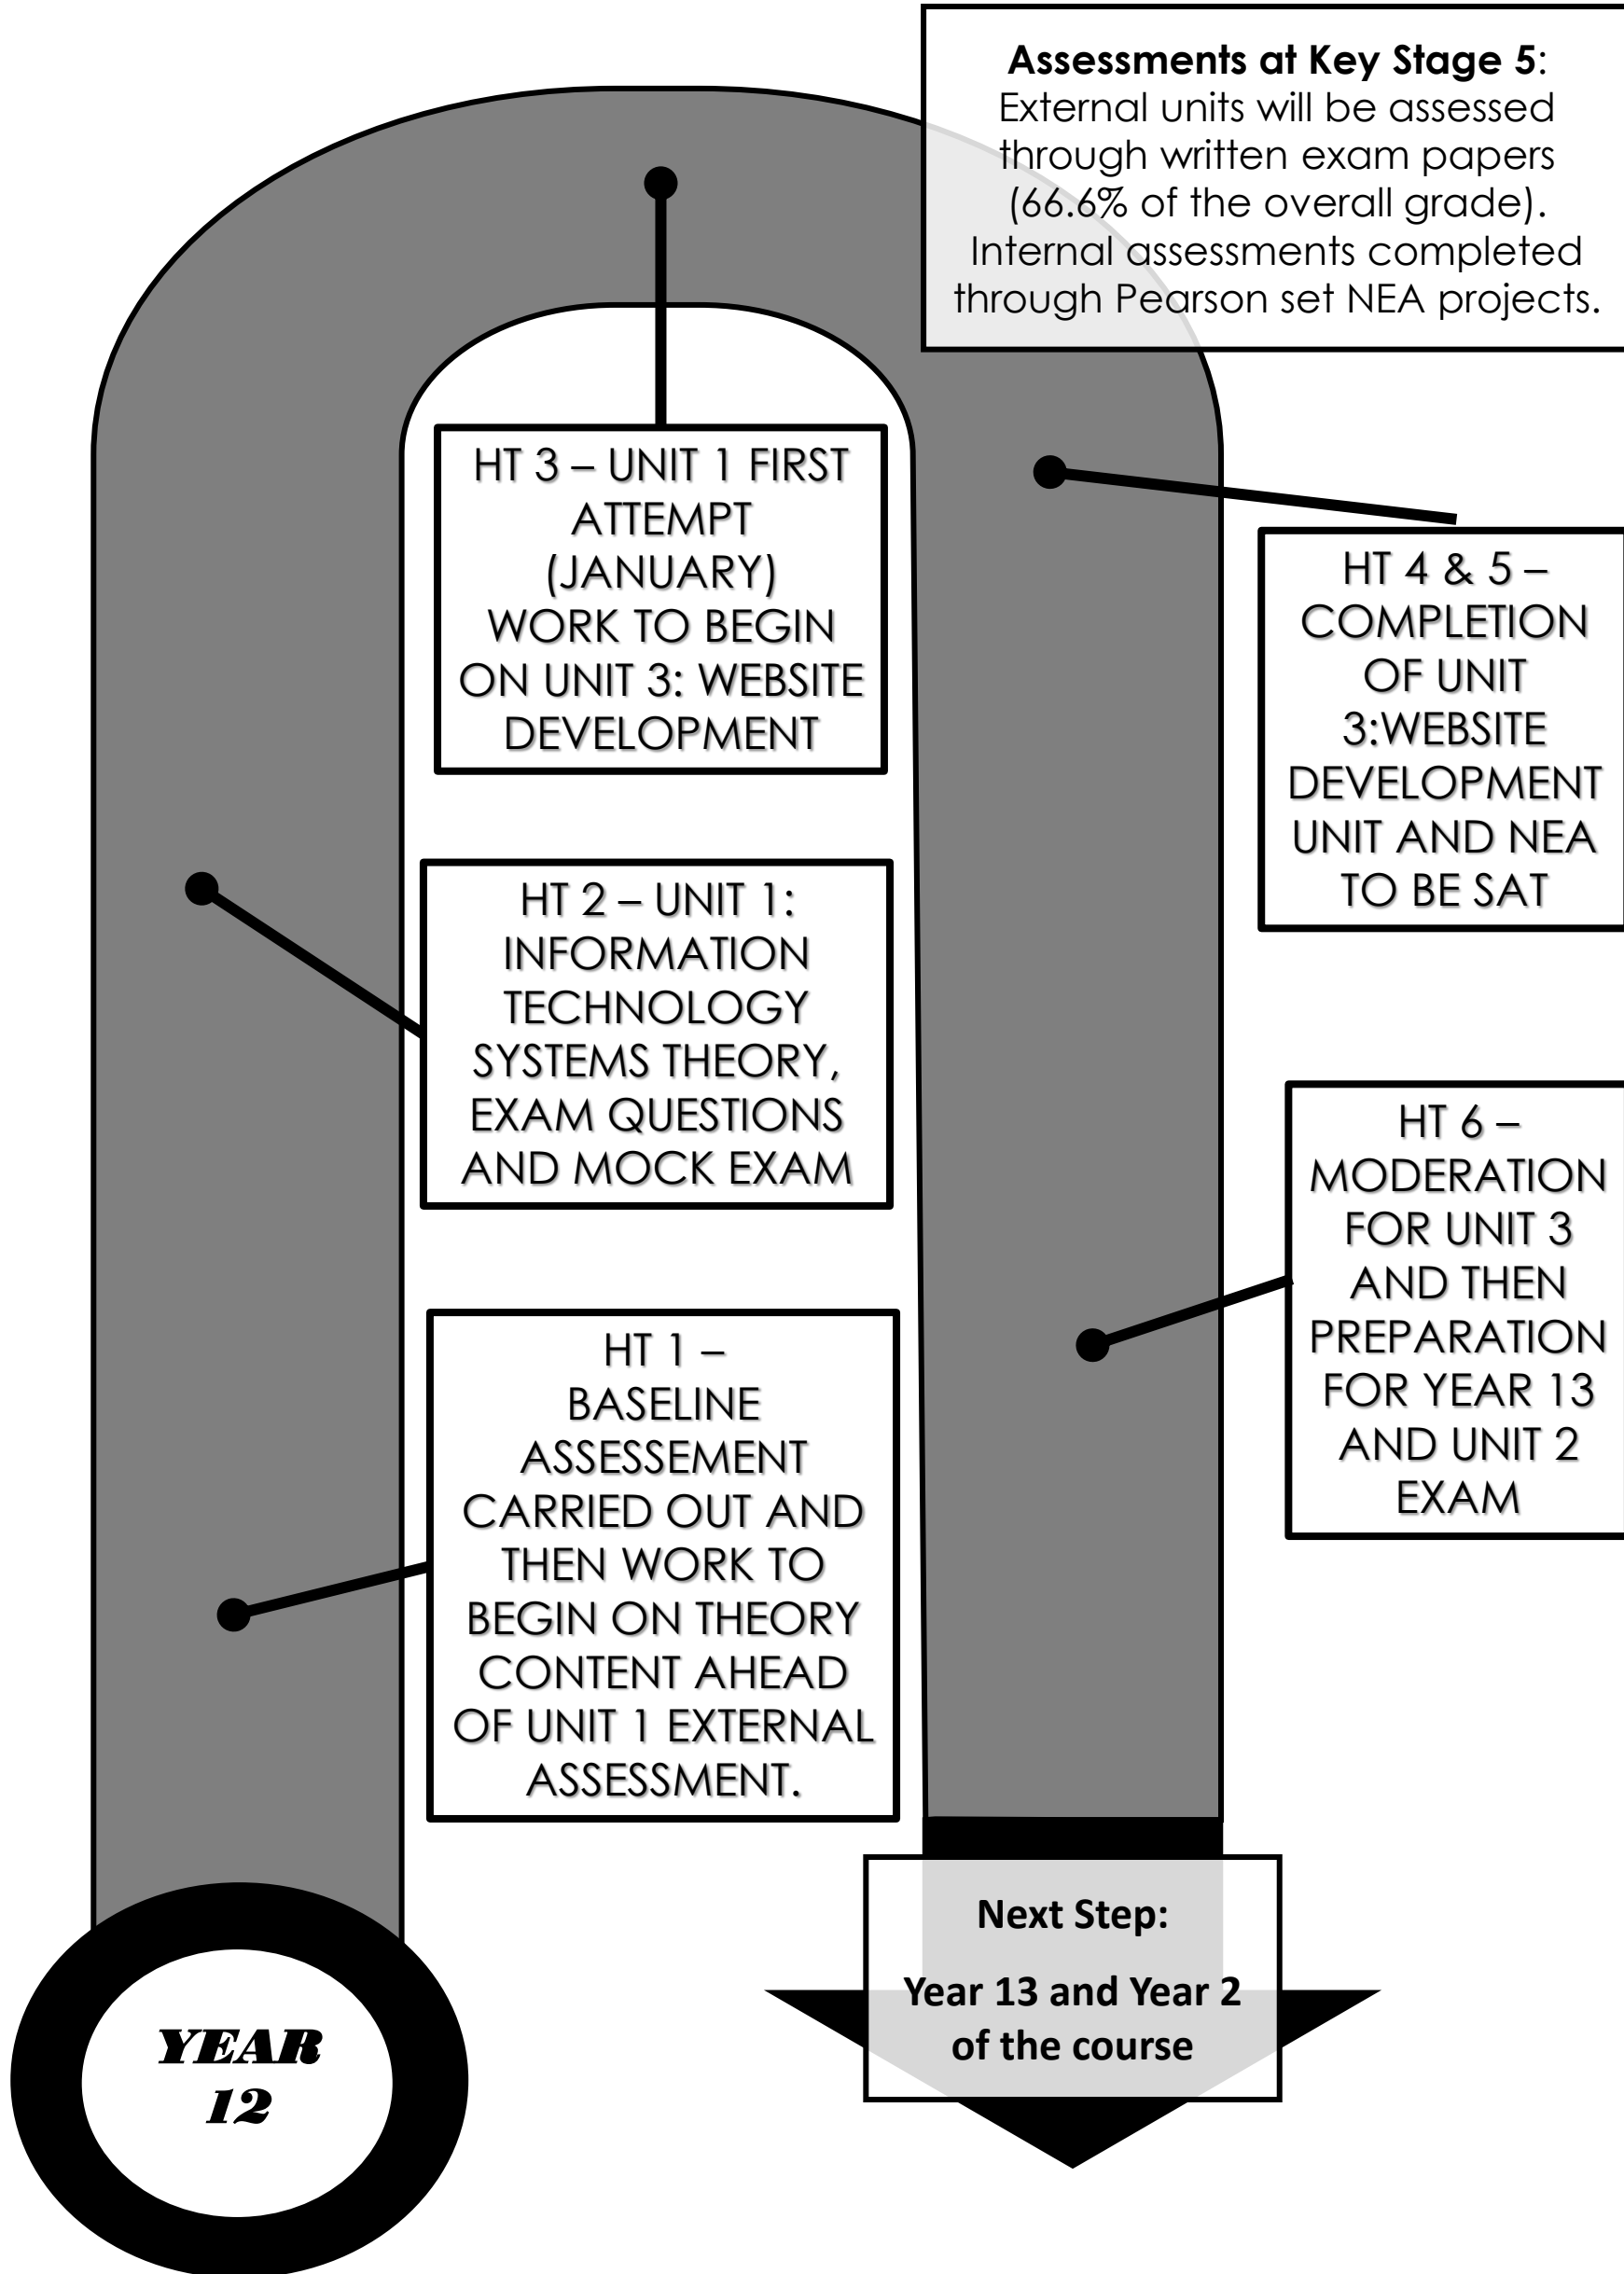 Assessments at Key Stage 5:
External units will be assessed
through written exam papers
(66.6% of the overall grade).
Internal assessments completed
through Pearson set NEA projects.
HT 3 – UNIT 1 FIRST
ATTEMPT
(JANUARY)
WORK TO BEGIN
ON UNIT 3: WEBSITE
DEVELOPMENT
HT 4 & 5 –
COMPLETION
OF UNIT
3:WEBSITE
DEVELOPMENT
UNIT AND NEA
TO BE SAT
HT 2 – UNIT 1:
INFORMATION
TECHNOLOGY
SYSTEMS THEORY,
EXAM QUESTIONS
AND MOCK EXAM
HT 6 –
MODERATION
FOR UNIT 3
AND THEN
PREPARATION
FOR YEAR 13
AND UNIT 2
EXAM
HT 1 –
BASELINE
ASSESSEMENT
CARRIED OUT AND
THEN WORK TO
BEGIN ON THEORY
CONTENT AHEAD
OF UNIT 1 EXTERNAL
ASSESSMENT.
Next Step:
Year 13 and Year 2
of the course
YEAR
12